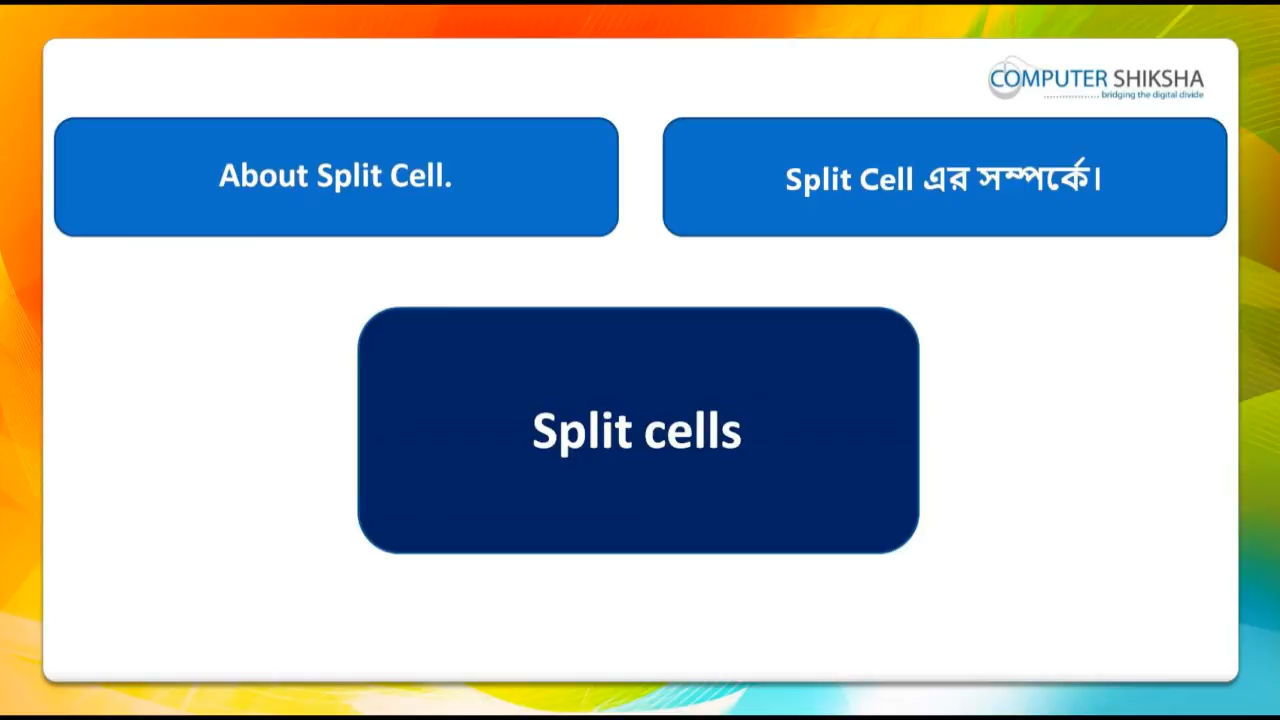 COMPUTER SHIKSHA
bridging the digital divide
About Split Cell.
Split Cell এর সম্পর্কে।
Split cells